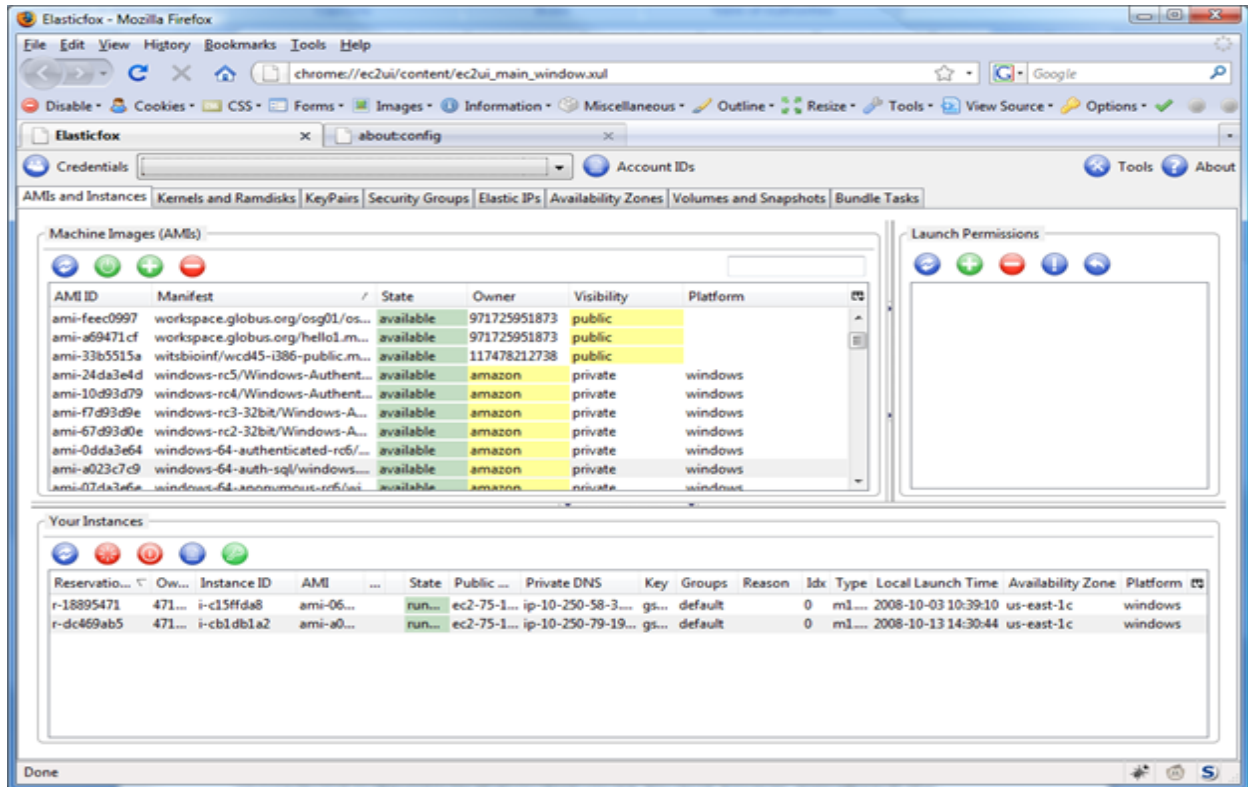 Elasticfox - Mozilla Firefox
File Edit View History Bookmarks Tools Help
chrome://ec2ui/content/ec2ui_main_window.xul Google
Disable Cookies CSS Forms Images Information Miscellaneous Outline Resize Tools View Source Options
Elasticfox about:config
Credentials Account IDs Tools About
AMIs and Instances Kernels and Ramdisks KeyPairs Security Groups Elastic IPs Availability Zones Volumes and Snapshots Bundle Tasks
Machine Images (AMIs) Launch Permissions
AMI ID Manifest State Owner Visibility Platform
ami-feec0997 workspace.globus.org/osg01/os... available 971725951873 public
ami-a69471cf workspace.globus.org/hello1.m... available 971725951873 public
ami-33b5515a witsbioinf/wcd45-i386-public.m... available 117478212738 public
ami-24da3e4d windows-rc5/Windows-Authent... available amazon private windows
ami-10d93d79 windows-rc4/Windows-Authent... available amazon private windows
ami-f7d93d9e windows-rc3-32bit/Windows-A... available amazon private windows
ami-67d93d0e windows-rc2-32bit/Windows-A... available amazon private windows
ami-0dda3e64 windows-64-authenticated-rc6/... available amazon private windows
ami-a023c7c9 windows-64-auth-sql/windows.... available amazon private windows
ami-07da3e6e windows-64-anonymous-rc6/wi... available amazon private windows
Your Instances
Reservatio... Ow... Instance ID AMI ... State Public ... Private DNS Key Groups Reason Idx Type Local Launch Time Availability Zone Platform
r-18895471 471... i-c15ffda8 ami-06... run... ec2-75-1... ip-10-250-58-3.... gs... default 0 m1.... 2008-10-03 10:39:10 us-east-1c windows
r-dc469ab5 471... i-cb1db1a2 ami-a0... run... ec2-75-1... ip-10-250-79-19... gs... default 0 m1.... 2008-10-13 14:30:44 us-east-1c windows
Done